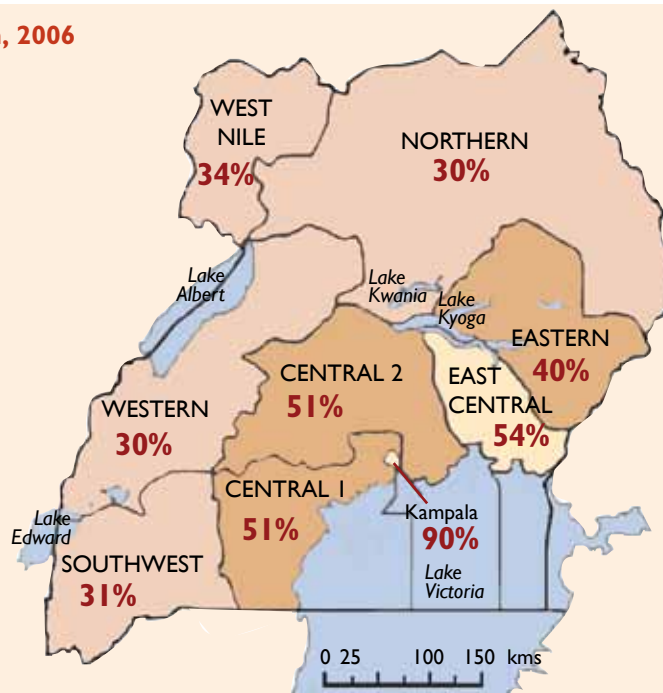 , 2006
WEST
NILE
34%
NORTHERN
30%
Lake
Albert
Lake
Kwania
Lake
Kyoga
EASTERN
40%
CENTRAL 2
51%
EAST
CENTRAL
54%
WESTERN
30%
CENTRAL I
51%
Kampala
90%
Lake
Edward
SOUTHWEST
31%
Lake
Victoria
0 25 100 150 kms